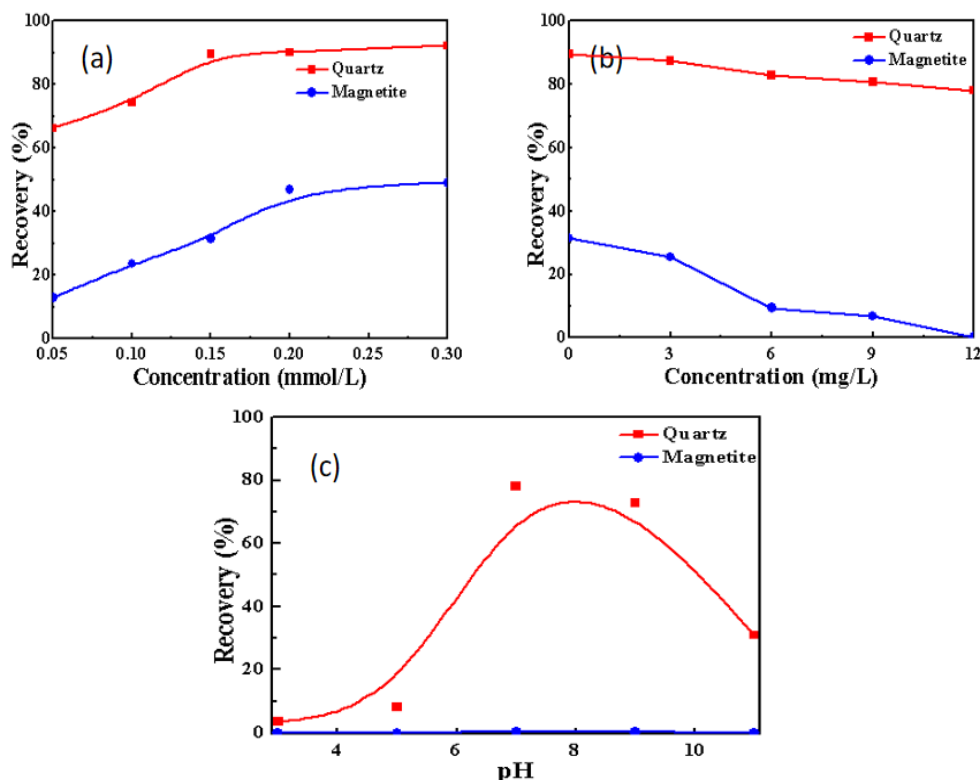 (a)
Quartz
Magnetite
Recovery (%)
100
80
60
40
20
0
0.05 0.10 0.15 0.20 0.25 0.30
Concentration (mmol/L)
(b)
Quartz
Magnetite
Recovery (%)
100
80
60
40
20
0
0 3 6 9 12
Concentration (mg/L)
(c)
Quartz
Magnetite
Recovery (%)
100
80
60
40
20
0
4 6 8 10
pH